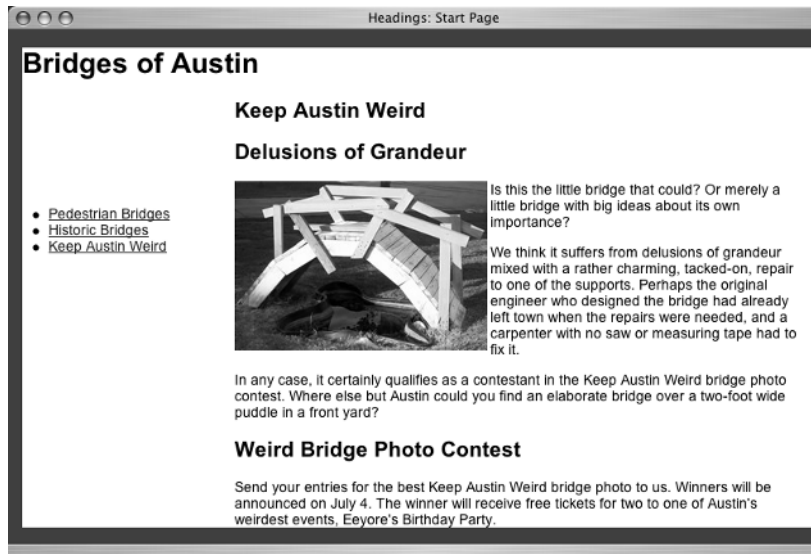 Headings: Start Page
Bridges of Austin
Pedestrian Bridges
Historic Bridges
Keep Austin Weird
Keep Austin Weird
Delusions of Grandeur
Is this the little bridge that could? Or merely a
little bridge with big ideas about its own
importance?
We think it suffers from delusions of grandeur
mixed with a rather charming, tacked-on, repair
to one of the supports. Perhaps the original
engineer who designed the bridge had already
left town when the repairs were needed, and a
carpenter with no saw or measuring tape had to
fix it.
In any case, it certainly qualifies as a contestant in the Keep Austin Weird bridge photo
contest. Where else but Austin could you find an elaborate bridge over a two-foot wide
puddle in a front yard?
Weird Bridge Photo Contest
Send your entries for the best Keep Austin Weird bridge photo to us. Winners will be
announced on July 4. The winner will receive free tickets for two to one of Austin's
weirdest events, Eeyore's Birthday Party.